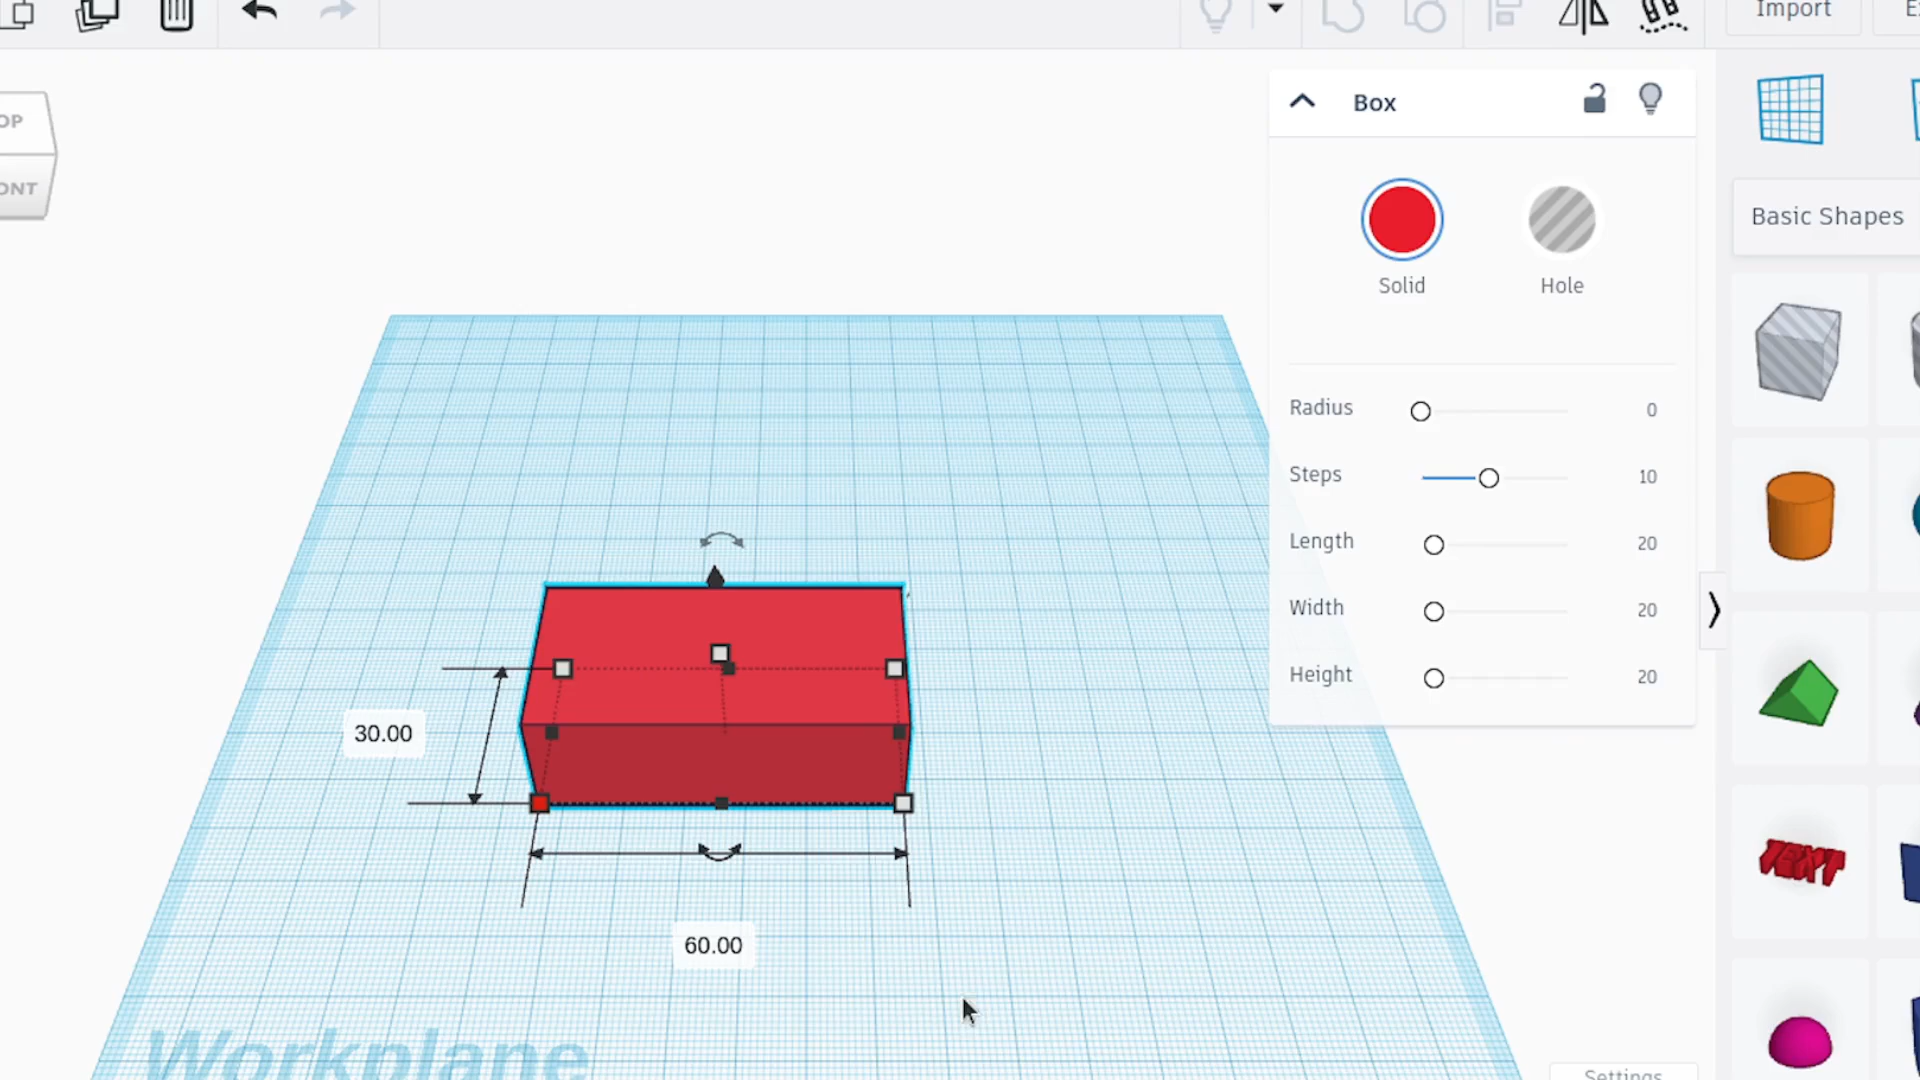 Import
OP
ONT
Box
Solid
Hole
Radius 0
Steps 10
Length 20
Width 20
Height 20
Basic Shapes
TEXT
30.00
60.00
Workplane
Settings